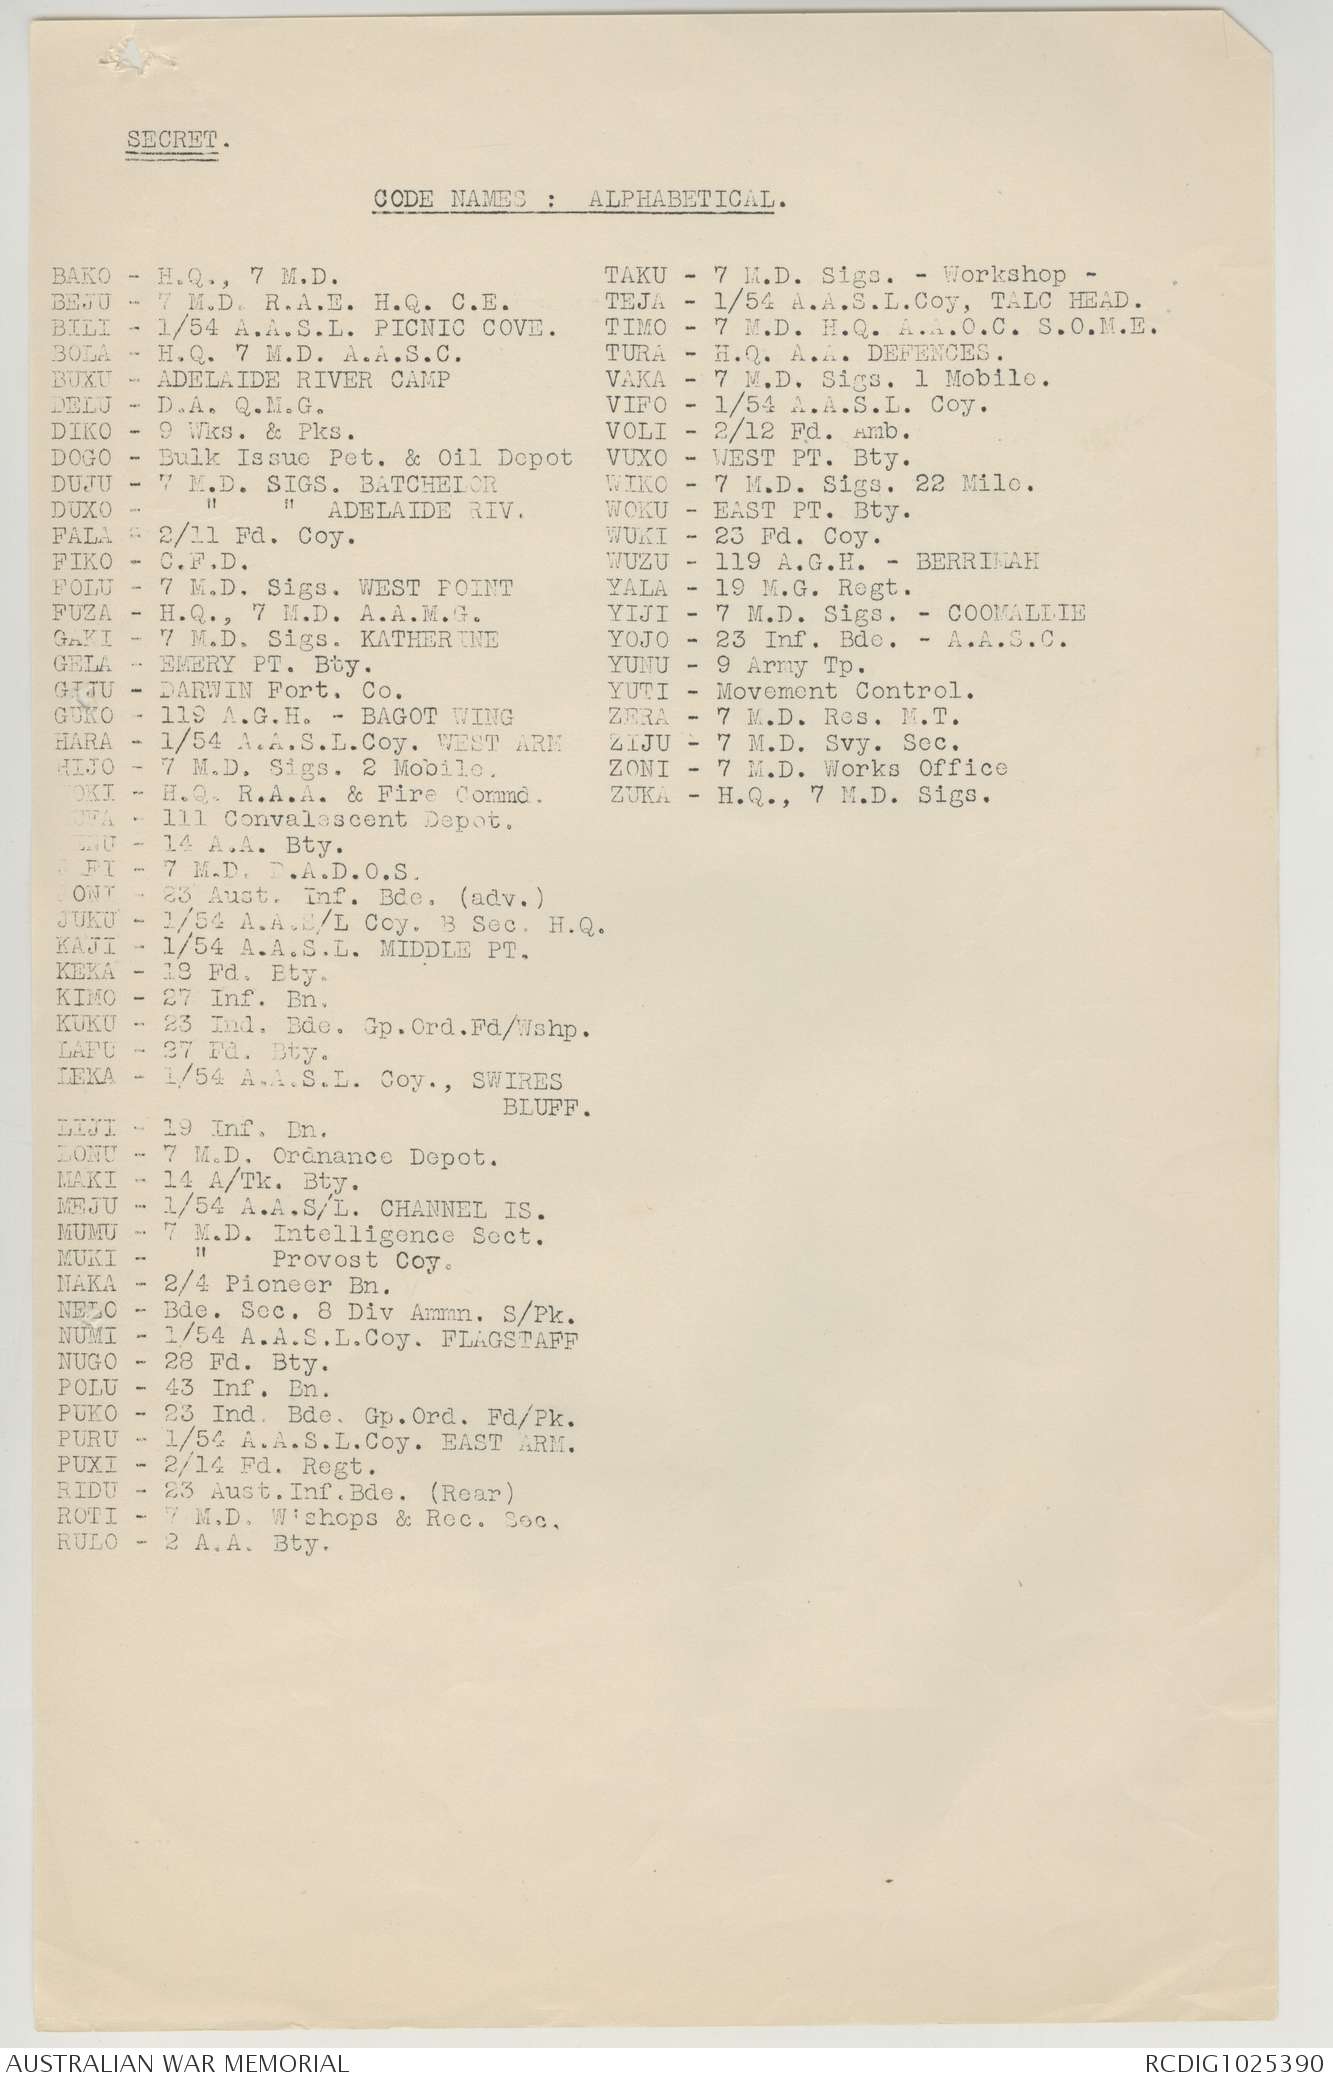 SECRET.
CODE NAMES : ALPHABETICAL.
BAKO - H.Q., 7 M.D.
BEJU - 7 M.D. R.A.E. H.Q. C.E.
BILI - 1/54 A.A.S.L. PICNIC COVE.
BOLA - H.Q. 7 M.D. A.A.S.C.
BUXU - ADELAIDE RIVER CAMP
DELU - D.A. Q.M.G.
DIKO - 9 Wks. & Pks.
DOGO - Bulk Issue Pet. & Oil Depot
DUJU - 7 M.D. SIGS. BATCHELOR
DUXO - " " ADELAIDE RIV.
FALA - 2/11 Fd. Coy.
FIKO - C.F.D.
FOLU - 7 M.D. Sigs. WEST POINT
FUZA - H.Q., 7 M.D. A.A.M.G.
GAKI - 7 M.D. Sigs. KATHERINE
GELA - EMERY PT. Bty.
GIJU - DARWIN Fort. Co.
GUKO - 119 A.G.H. - BAGOT WING
HARA - 1/54 A.A.S.L.Coy. WEST ARM
HIJO - 7 M.D. Sigs. 2 Mobile.
- H.Q. R.A.A. & Fire Commd.
- 111 Convalescent Depot.
- 14 A.A. Bty.
- 7 M.D. D.A.D.O.S.
JONI - 23 Aust. Inf. Bde. (adv.)
JUKU - 1/54 A.A.S/L Coy. B Sec. H.Q.
KAJI - 1/54 A.A.S.L. MIDDLE PT.
KEKA - 18 Fd. Bty.
KIMO - 27 Inf. Bn.
KUKU - 23 Ind. Bde. Gp.Ord.Fd/Wshp.
LAFU - 27 Fd. Bty.
LEKA - 1/54 A.A.S.L. Coy., SWIRES
BLUFF.
LIJI - 19 Inf. Bn.
LONU - 7 M.D. Ordnance Depot.
MAKI - 14 A/Tk. Bty.
MEJU - 1/54 A.A.S/L. CHANNEL IS.
MUMU - 7 M.D. Intelligence Sect.
MUKI - " Provost Coy.
NAKA - 2/4 Pioneer Bn.
NELO - Bde. Sec. 8 Div Ammn. S/Pk.
NUMI - 1/54 A.A.S.L.Coy. FLAGSTAFF
NUGO - 28 Fd. Bty.
POLU - 43 Inf. Bn.
PUKO - 23 Ind. Bde. Gp.Ord. Fd/Pk.
PURU - 1/54 A.A.S.L.Coy. EAST ARM.
PUXI - 2/14 Fd. Regt.
RIDU - 23 Aust.Inf.Bde. (Rear)
ROTI - 7 M.D. W'shops & Rec. Sec.
RULO - 2 A.A. Bty.
TAKU - 7 M.D. Sigs. - Workshop -
TEJA - 1/54 A.A.S.L.Coy, TALC HEAD.
TIMO - 7 M.D. H.Q. A.A.O.C. S.O.M.E.
TURA - H.Q. A.A. DEFENCES.
VAKA - 7 M.D. Sigs. 1 Mobile.
VIFO - 1/54 A.A.S.L. Coy.
VOLI - 2/12 Fd. Amb.
VUXO - WEST PT. Bty.
WIKO - 7 M.D. Sigs. 22 Mile.
WOKU - EAST PT. Bty.
WUKI - 23 Fd. Coy.
WUZU - 119 A.G.H. - BERRIMAH
YALA - 19 M.G. Regt.
YIJI - 7 M.D. Sigs. - COOMALLIE
YOJO - 23 Inf. Bde. - A.A.S.C.
YUNU - 9 Army Tp.
YUTI - Movement Control.
ZERA - 7 M.D. Res. M.T.
ZIJU - 7 M.D. Svy. Sec.
ZONI - 7 M.D. Works Office
ZUKA - H.Q., 7 M.D. Sigs.
AUSTRALIAN WAR MEMORIAL
RCDIG1025390